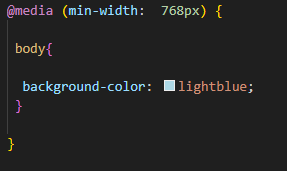 @media (min-width:  768px) {
body{
background-color: lightblue;
}
}